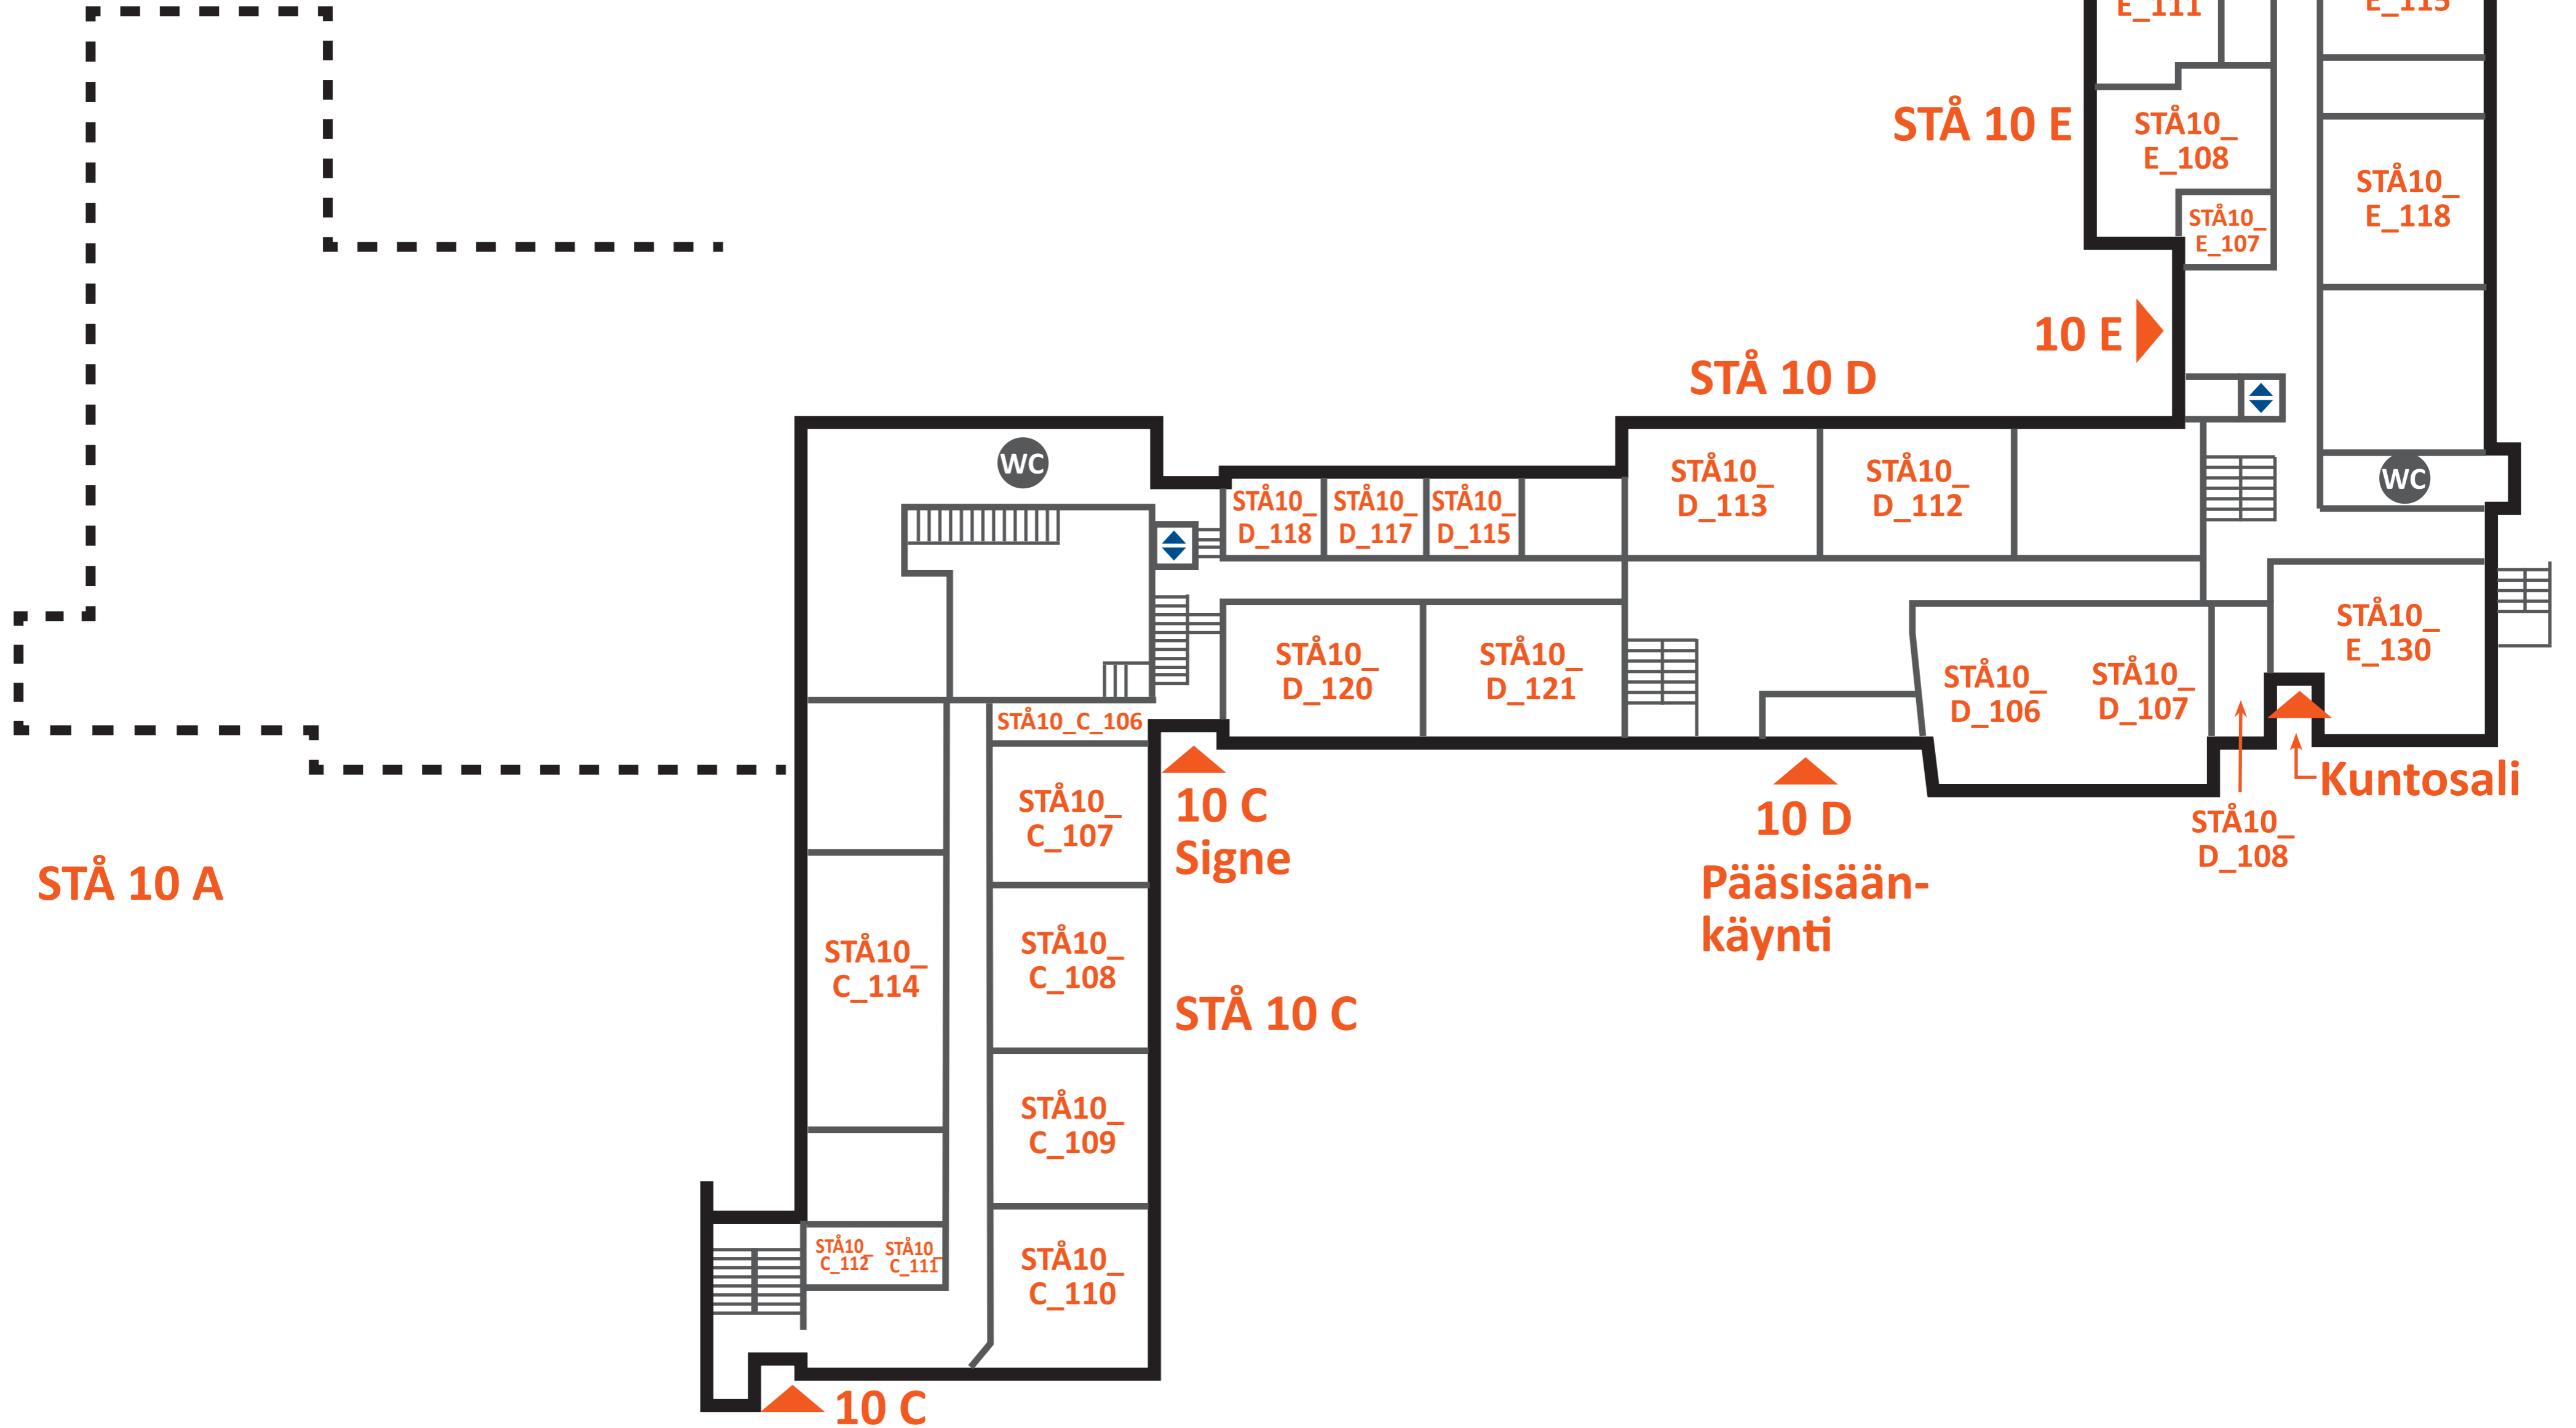 E_111
E_115
STÅ 10 E
STÅ10_
E_108
STÅ10_
E_118
STÅ10_
E_107
10 E
STÅ 10 D
WC
STÅ10_
D_118
STÅ10_
D_117
STÅ10_
D_115
STÅ10_
D_113
STÅ10_
D_112
WC
STÅ10_
D_120
STÅ10_
D_121
STÅ10_
D_106
STÅ10_
D_107
STÅ10_
E_130
STÅ10_C_106
STÅ10_
C_107
10 C
Signe
10 D
Pääsisään-
käynti
STÅ10_
D_108
Kuntosali
STÅ 10 A
STÅ10_
C_114
STÅ10_
C_108
STÅ 10 C
STÅ10_
C_109
STÅ10_
C_112
STÅ10_
C_111
STÅ10_
C_110
10 C